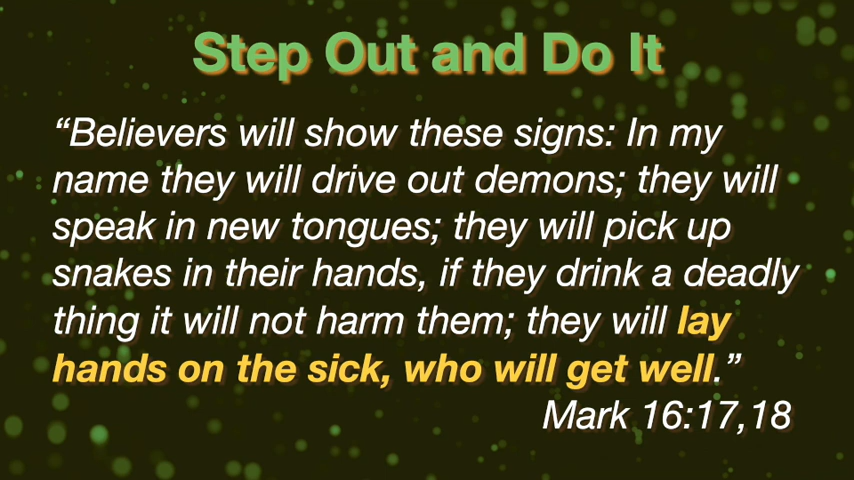 Step Out and Do It
“Believers will show these signs: In my
name they will drive out demons; they will
speak in new tongues; they will pick up
snakes in their hands, if they drink a deadly
thing it will not harm them; they will lay
hands on the sick, who will get well.”
Mark 16:17,18